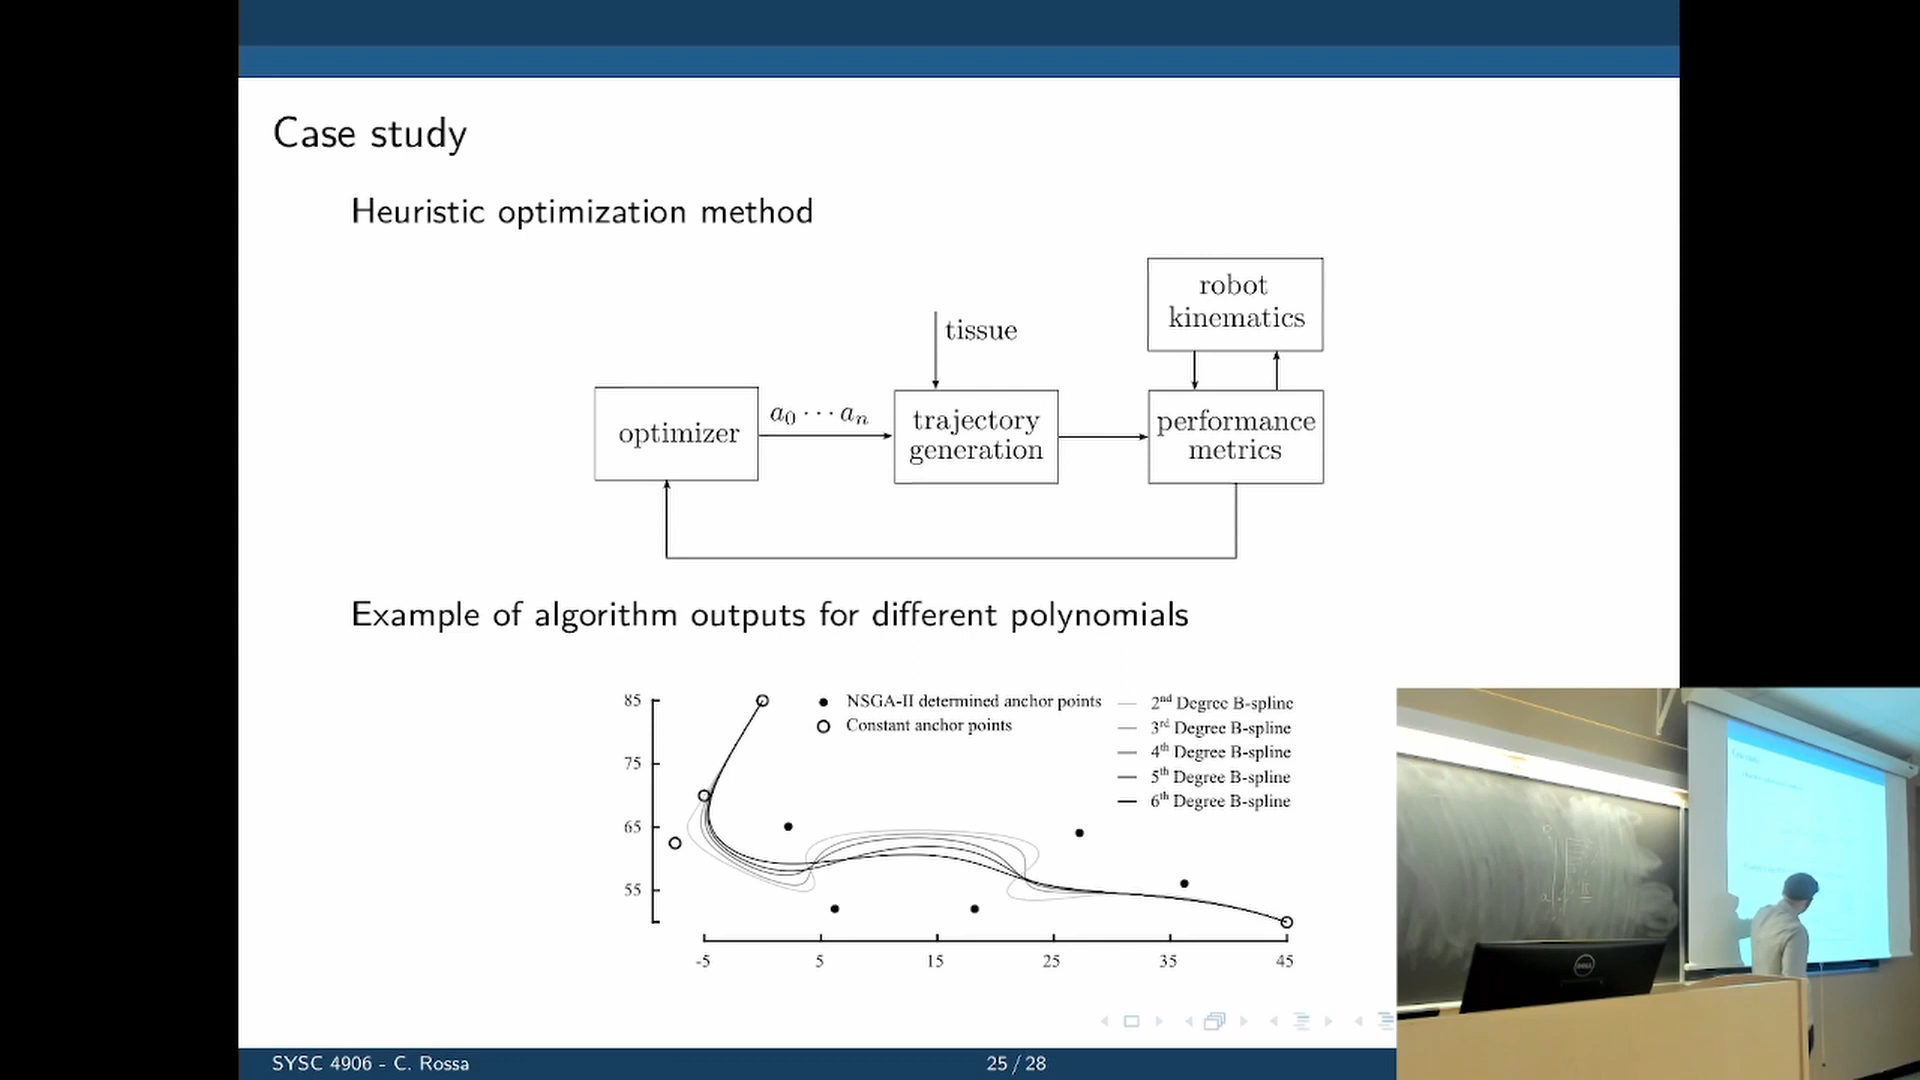 Case study
Heuristic optimization method
robot
kinematics
tissue
optimizer
a₀ ··· aₙ
trajectory
generation
performance
metrics
Example of algorithm outputs for different polynomials
85
75
65
55
NSGA-II determined anchor points
Constant anchor points
2nd Degree B-spline
3rd Degree B-spline
4th Degree B-spline
5th Degree B-spline
6th Degree B-spline
-5 5 15 25 35 45
SYSC 4906 - C. Rossa
25 / 28
DELL